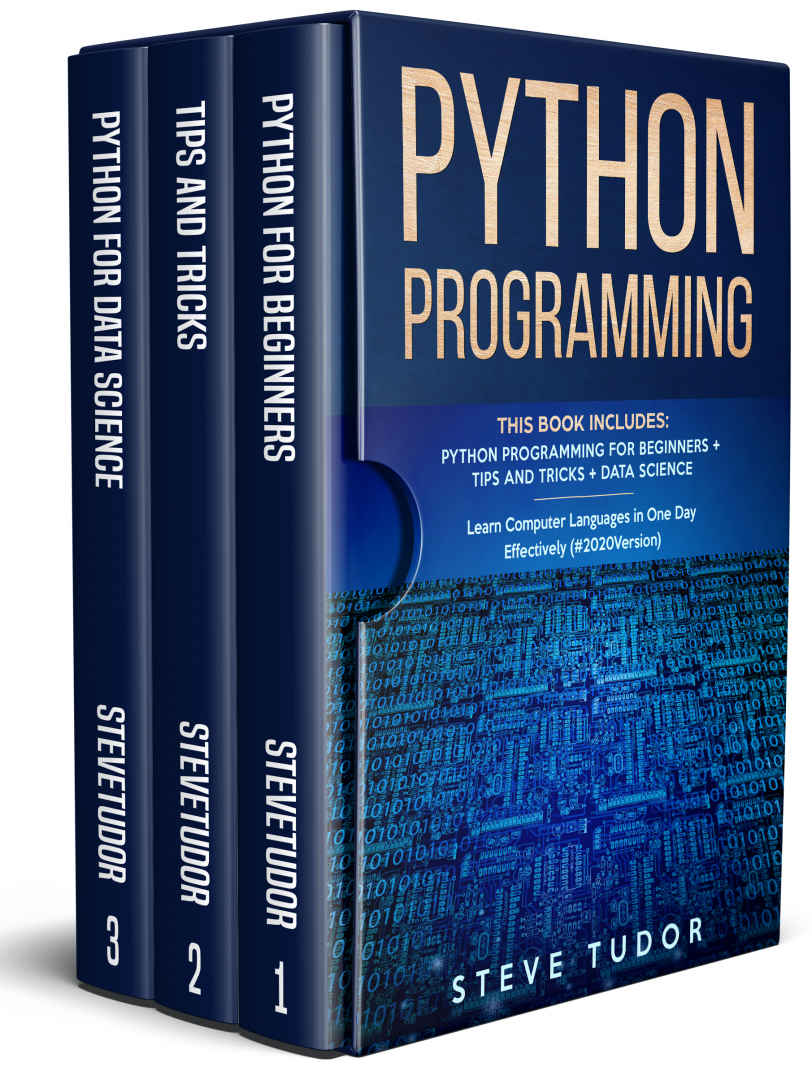 PYTHON FOR DATA SCIENCE
STEVETUDOR
3
TIPS AND TRICKS
STEVETUDOR
2
PYTHON FOR BEGINNERS
STEVETUDOR
1
PYTHON
PROGRAMMING
THIS BOOK INCLUDES:
PYTHON PROGRAMMING FOR BEGINNERS +
TIPS AND TRICKS + DATA SCIENCE
Learn Computer Languages in One Day
Effectively (#2020Version)
STEVE TUDOR